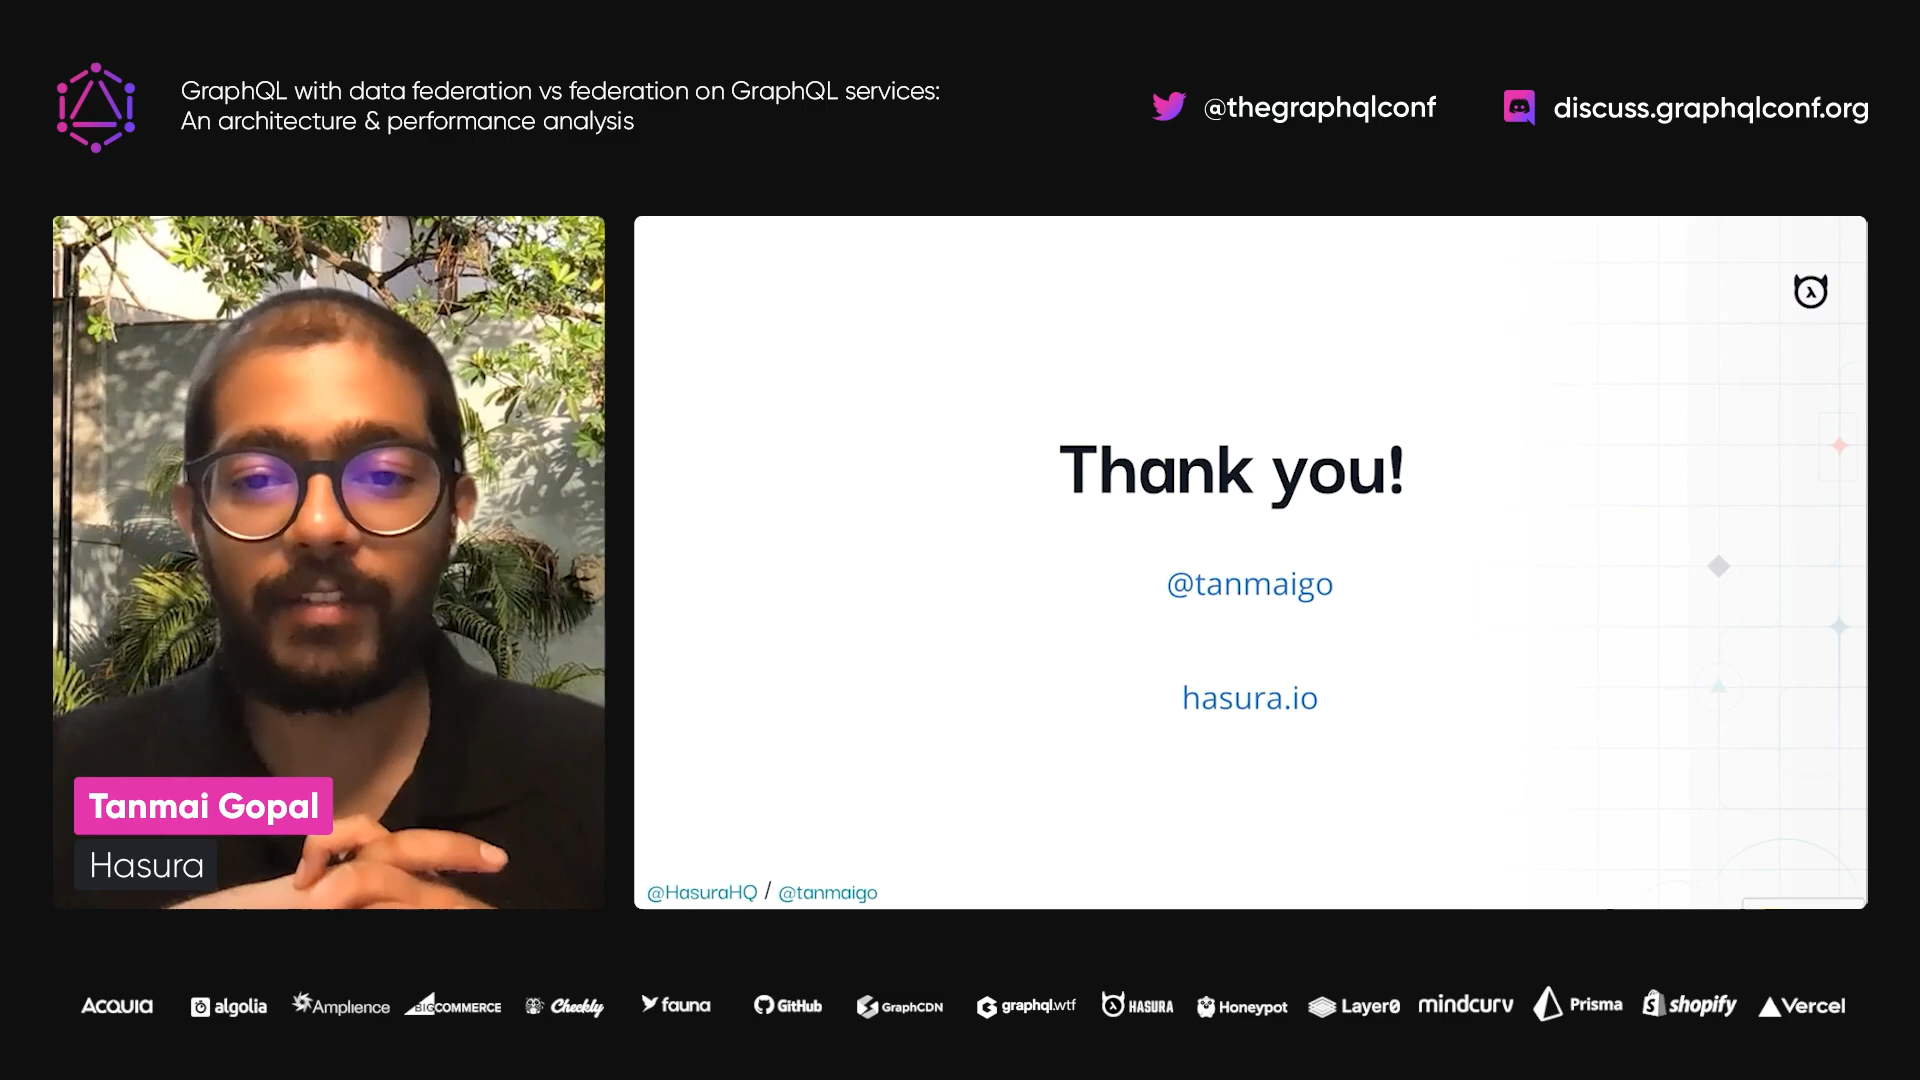 GraphQL with data federation vs federation on GraphQL services:
An architecture & performance analysis
@thegraphqlconf
discuss.graphqlconf.org
Thank you!
@tanmaigo
hasura.io
@HasuraHQ / @tanmaigo
Tanmai Gopal
Hasura
ACQUIA
algolia
Amplience
BIGCOMMERCE
Checkly
fauna
GitHub
GraphCDN
graphql.wtf
HASURA
Honeypot
Layer0
mindcurv
Prisma
shopify
Vercel